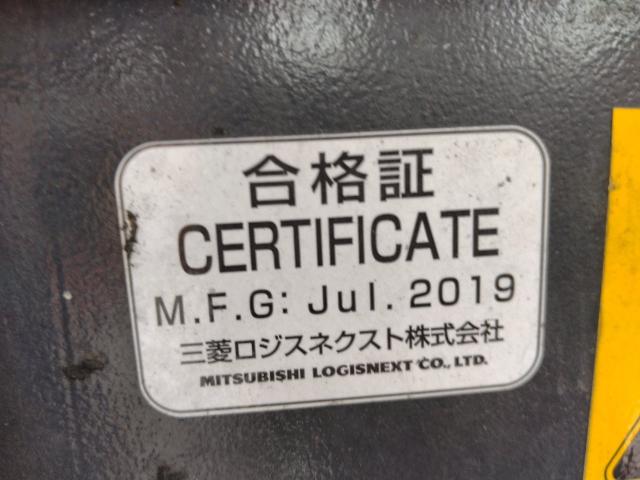 合格証
CERTIFICATE
M.F.G: Jul. 2019
三菱ロジスネクスト株式会社
MITSUBISHI LOGISNEXT CO., LTD.